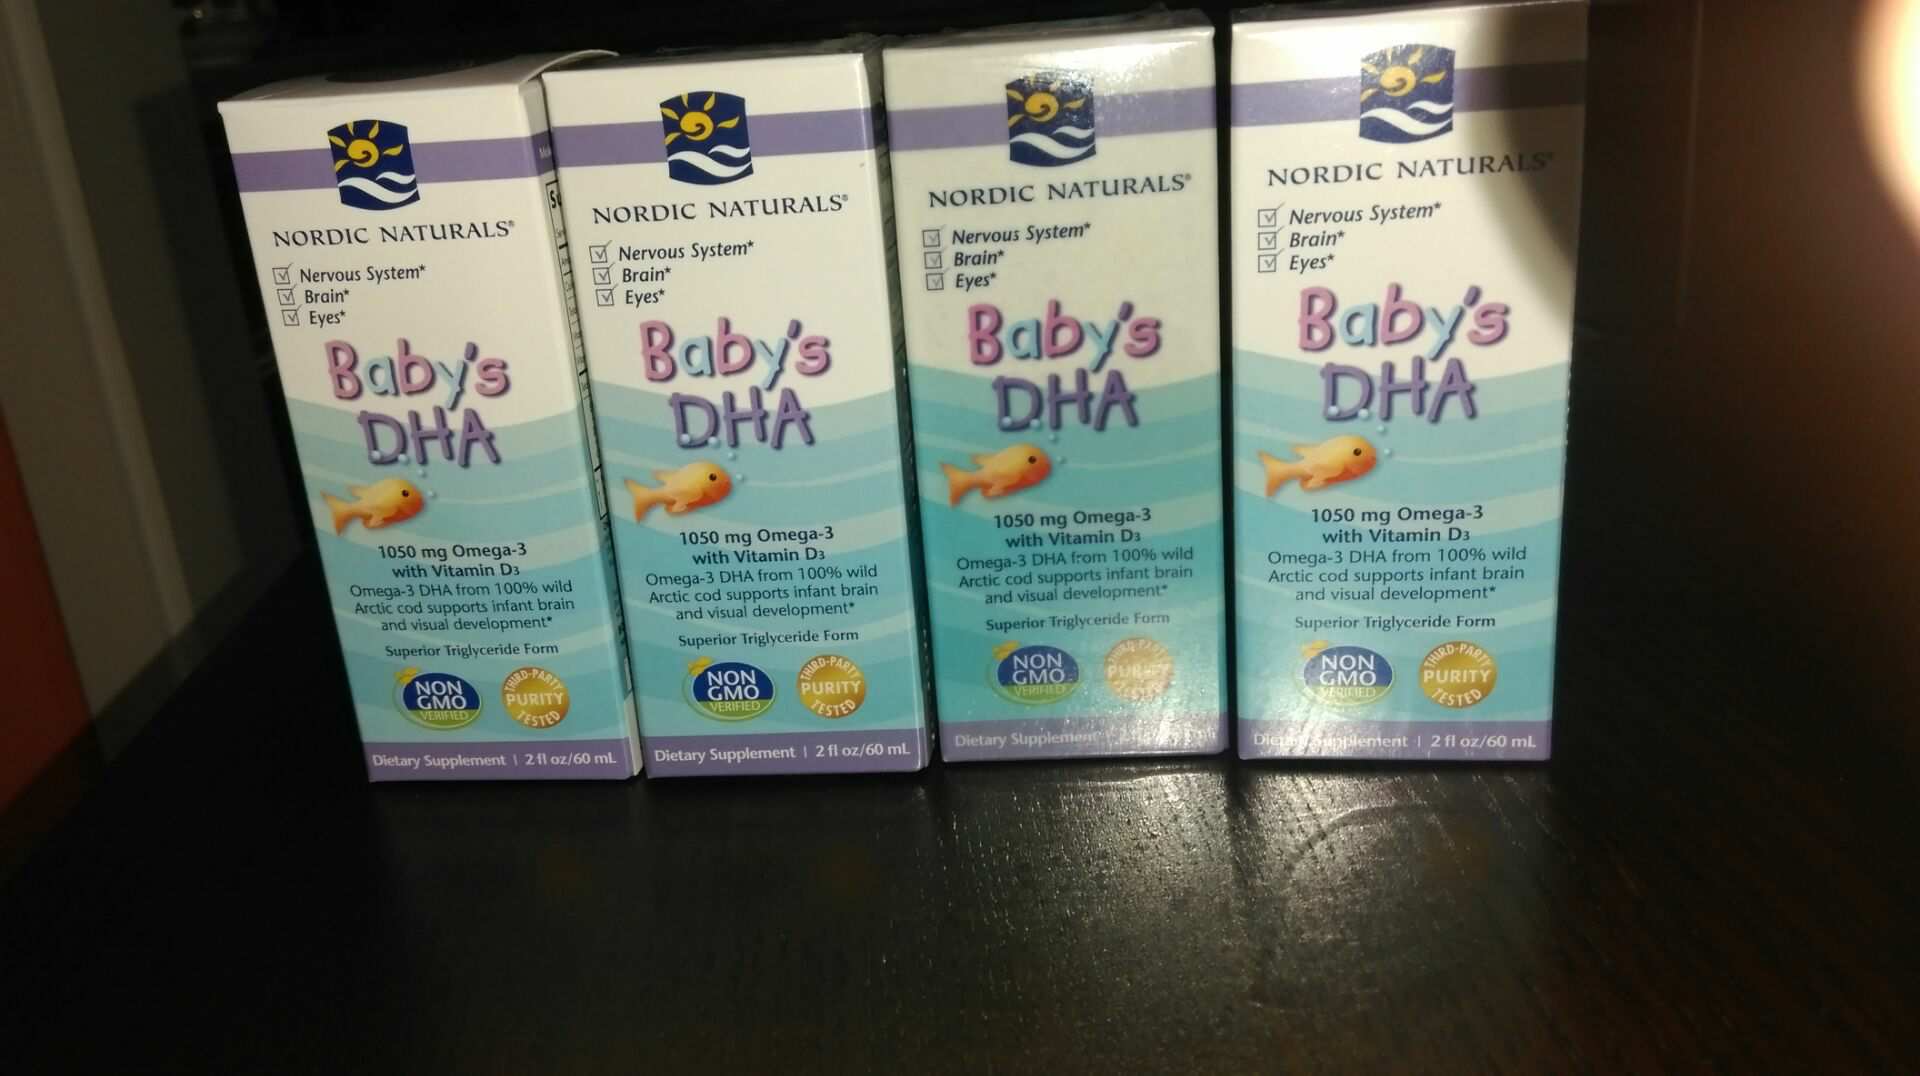 NORDIC NATURALS®
Nervous System*
Brain*
Eyes*
Baby's
DHA
1050 mg Omega-3
with Vitamin D3
Omega-3 DHA from 100% wild
Arctic cod supports infant brain
and visual development*
Superior Triglyceride Form
NON
GMO
VERIFIED
THIRD-PARTY
PURITY
TESTED
Dietary Supplement | 2 fl oz/60 mL
NORDIC NATURALS®
Nervous System*
Brain*
Eyes*
Baby's
DHA
1050 mg Omega-3
with Vitamin D3
Omega-3 DHA from 100% wild
Arctic cod supports infant brain
and visual development*
Superior Triglyceride Form
NON
GMO
VERIFIED
THIRD-PARTY
PURITY
TESTED
Dietary Supplement | 2 fl oz/60 mL
NORDIC NATURALS®
Nervous System*
Brain*
Eyes*
Baby's
DHA
1050 mg Omega-3
with Vitamin D3
Omega-3 DHA from 100% wild
Arctic cod supports infant brain
and visual development*
Superior Triglyceride Form
NON
GMO
VERIFIED
THIRD-PARTY
PURITY
TESTED
Dietary Supplement
NORDIC NATURALS®
Nervous System*
Brain*
Eyes*
Baby's
DHA
1050 mg Omega-3
with Vitamin D3
Omega-3 DHA from 100% wild
Arctic cod supports infant brain
and visual development*
Superior Triglyceride Form
NON
GMO
VERIFIED
THIRD-PARTY
PURITY
TESTED
Dietary Supplement | 2 fl oz/60 mL